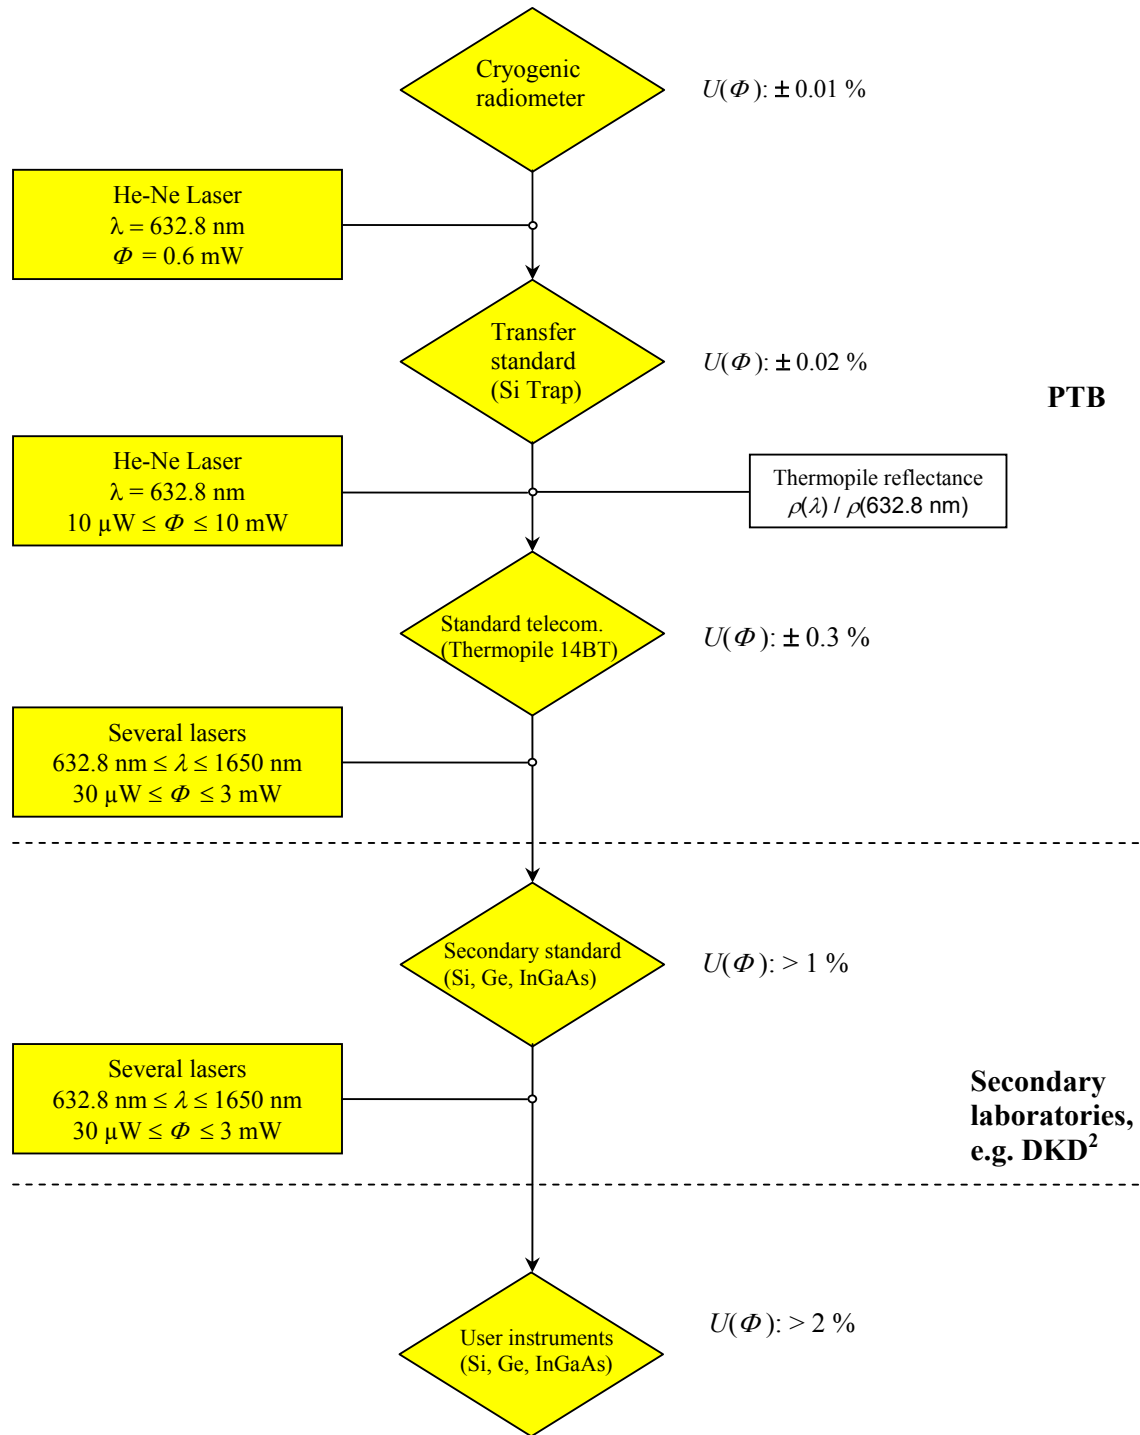 Cryogenic
radiometer
U(Φ): ± 0.01 %
He-Ne Laser
λ = 632.8 nm
Φ = 0.6 mW
Transfer
standard
(Si Trap)
U(Φ): ± 0.02 %
PTB
He-Ne Laser
λ = 632.8 nm
10 µW ≤ Φ ≤ 10 mW
Thermopile reflectance
ρ(λ) / ρ(632.8 nm)
Standard telecom.
(Thermopile 14BT)
U(Φ): ± 0.3 %
Several lasers
632.8 nm ≤ λ ≤ 1650 nm
30 µW ≤ Φ ≤ 3 mW
Secondary standard
(Si, Ge, InGaAs)
U(Φ): > 1 %
Several lasers
632.8 nm ≤ λ ≤ 1650 nm
30 µW ≤ Φ ≤ 3 mW
Secondary
laboratories,
e.g. DKD²
User instruments
(Si, Ge, InGaAs)
U(Φ): > 2 %